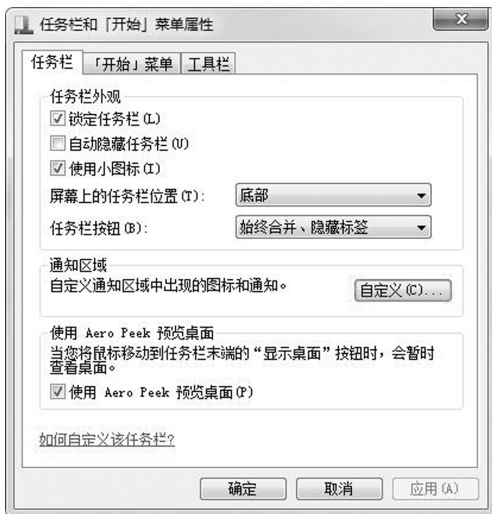 任务栏和「开始」菜单属性
任务栏 「开始」菜单 工具栏
任务栏外观
锁定任务栏(L)
自动隐藏任务栏(U)
使用小图标(I)
屏幕上的任务栏位置(T): 底部
任务栏按钮(B): 始终合并、隐藏标签
通知区域
自定义通知区域中出现的图标和通知。 自定义(C)...
使用 Aero Peek 预览桌面
当您将鼠标移动到任务栏末端的“显示桌面”按钮时，会暂时
查看桌面。
使用 Aero Peek 预览桌面(P)
如何自定义该任务栏?
确定 取消 应用(A)